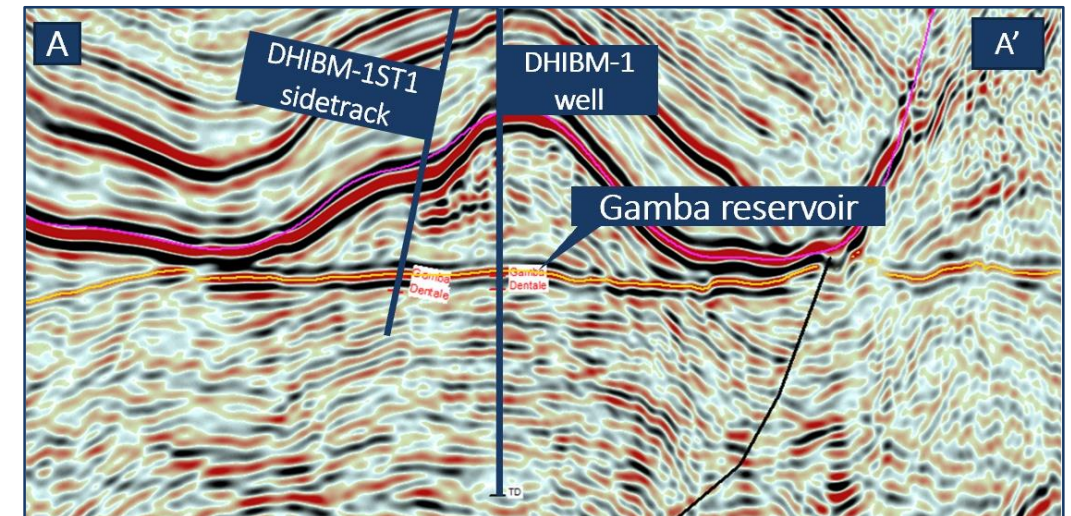 A
DHIBM-1ST1
sidetrack
DHIBM-1
well
A'
Gamba reservoir
Gamba
Dentale
Gamba
Dentale
TD